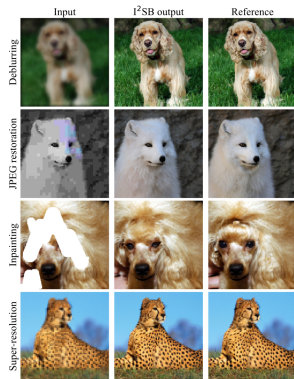 Input I²SB output Reference
Deblurring
JPEG restoration
Inpainting
Super-resolution